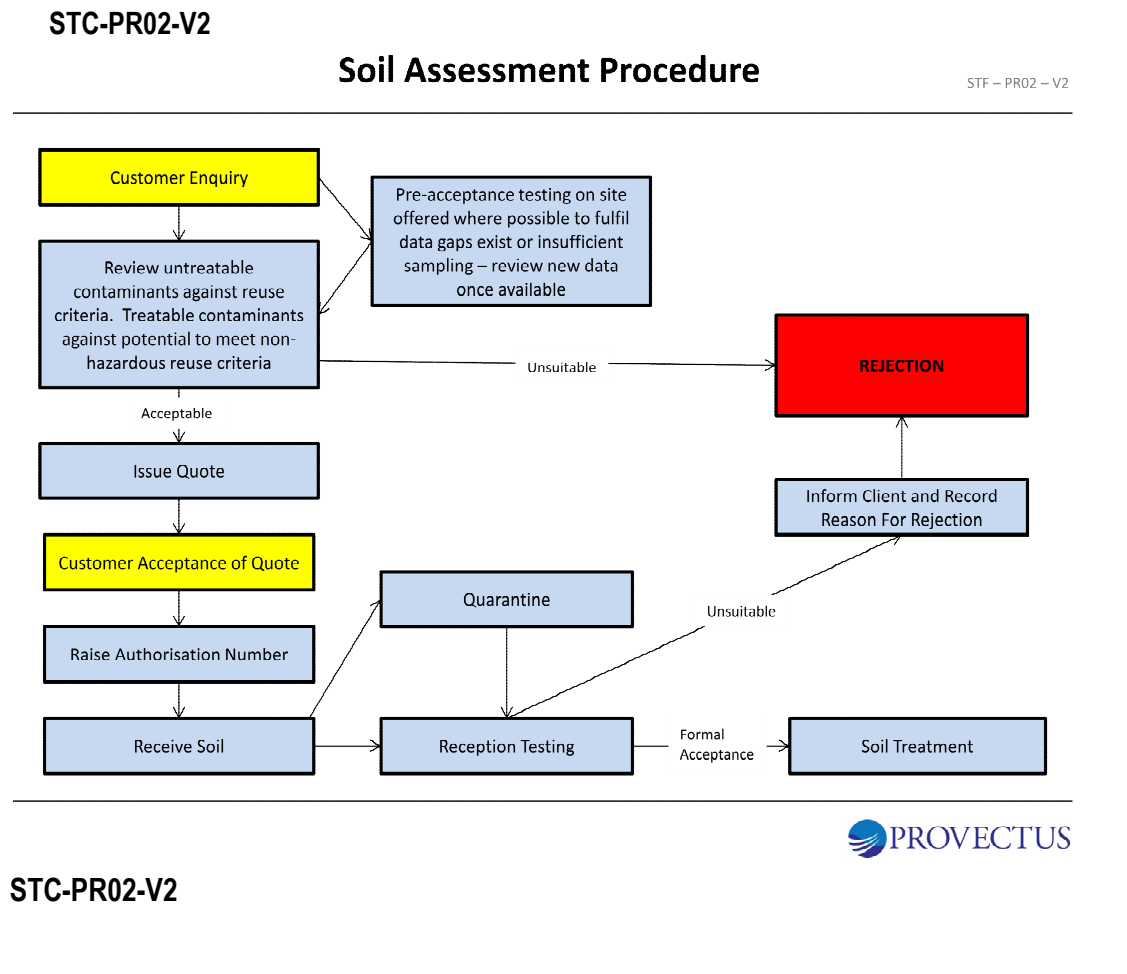 STC-PR02-V2
Soil Assessment Procedure
STF – PR02 – V2
Customer Enquiry
Pre-acceptance testing on site
offered where possible to fulfil
data gaps exist or insufficient
sampling – review new data
once available
Review untreatable
contaminants against reuse
criteria.  Treatable contaminants
against potential to meet non-
hazardous reuse criteria
Unsuitable
REJECTION
Acceptable
Issue Quote
Inform Client and Record
Reason For Rejection
Customer Acceptance of Quote
Quarantine
Unsuitable
Raise Authorisation Number
Receive Soil
Reception Testing
Formal
Acceptance
Soil Treatment
PROVECTUS
STC-PR02-V2